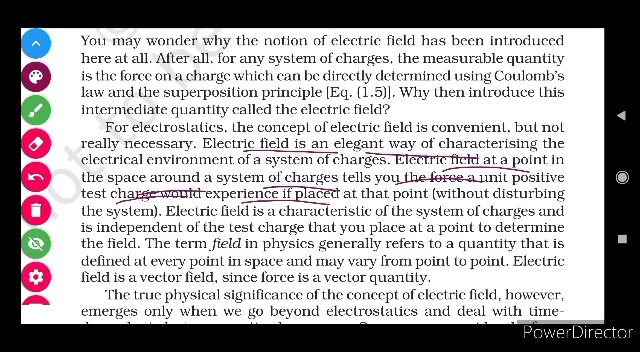 You may wonder why the notion of electric field has been introduced
here at all. After all, for any system of charges, the measurable quantity
is the force on a charge which can be directly determined using Coulomb's
law and the superposition principle [Eq. (1.5)]. Why then introduce this
intermediate quantity called the electric field?
For electrostatics, the concept of electric field is convenient, but not
really necessary. Electric field is an elegant way of characterising the
electrical environment of a system of charges. Electric field at a point in
the space around a system of charges tells you the force a unit positive
test charge would experience if placed at that point (without disturbing
the system). Electric field is a characteristic of the system of charges and
is independent of the test charge that you place at a point to determine
the field. The term field in physics generally refers to a quantity that is
defined at every point in space and may vary from point to point. Electric
field is a vector field, since force is a vector quantity.
The true physical significance of the concept of electric field, however,
emerges only when we go beyond electrostatics and deal with time-
PowerDirector